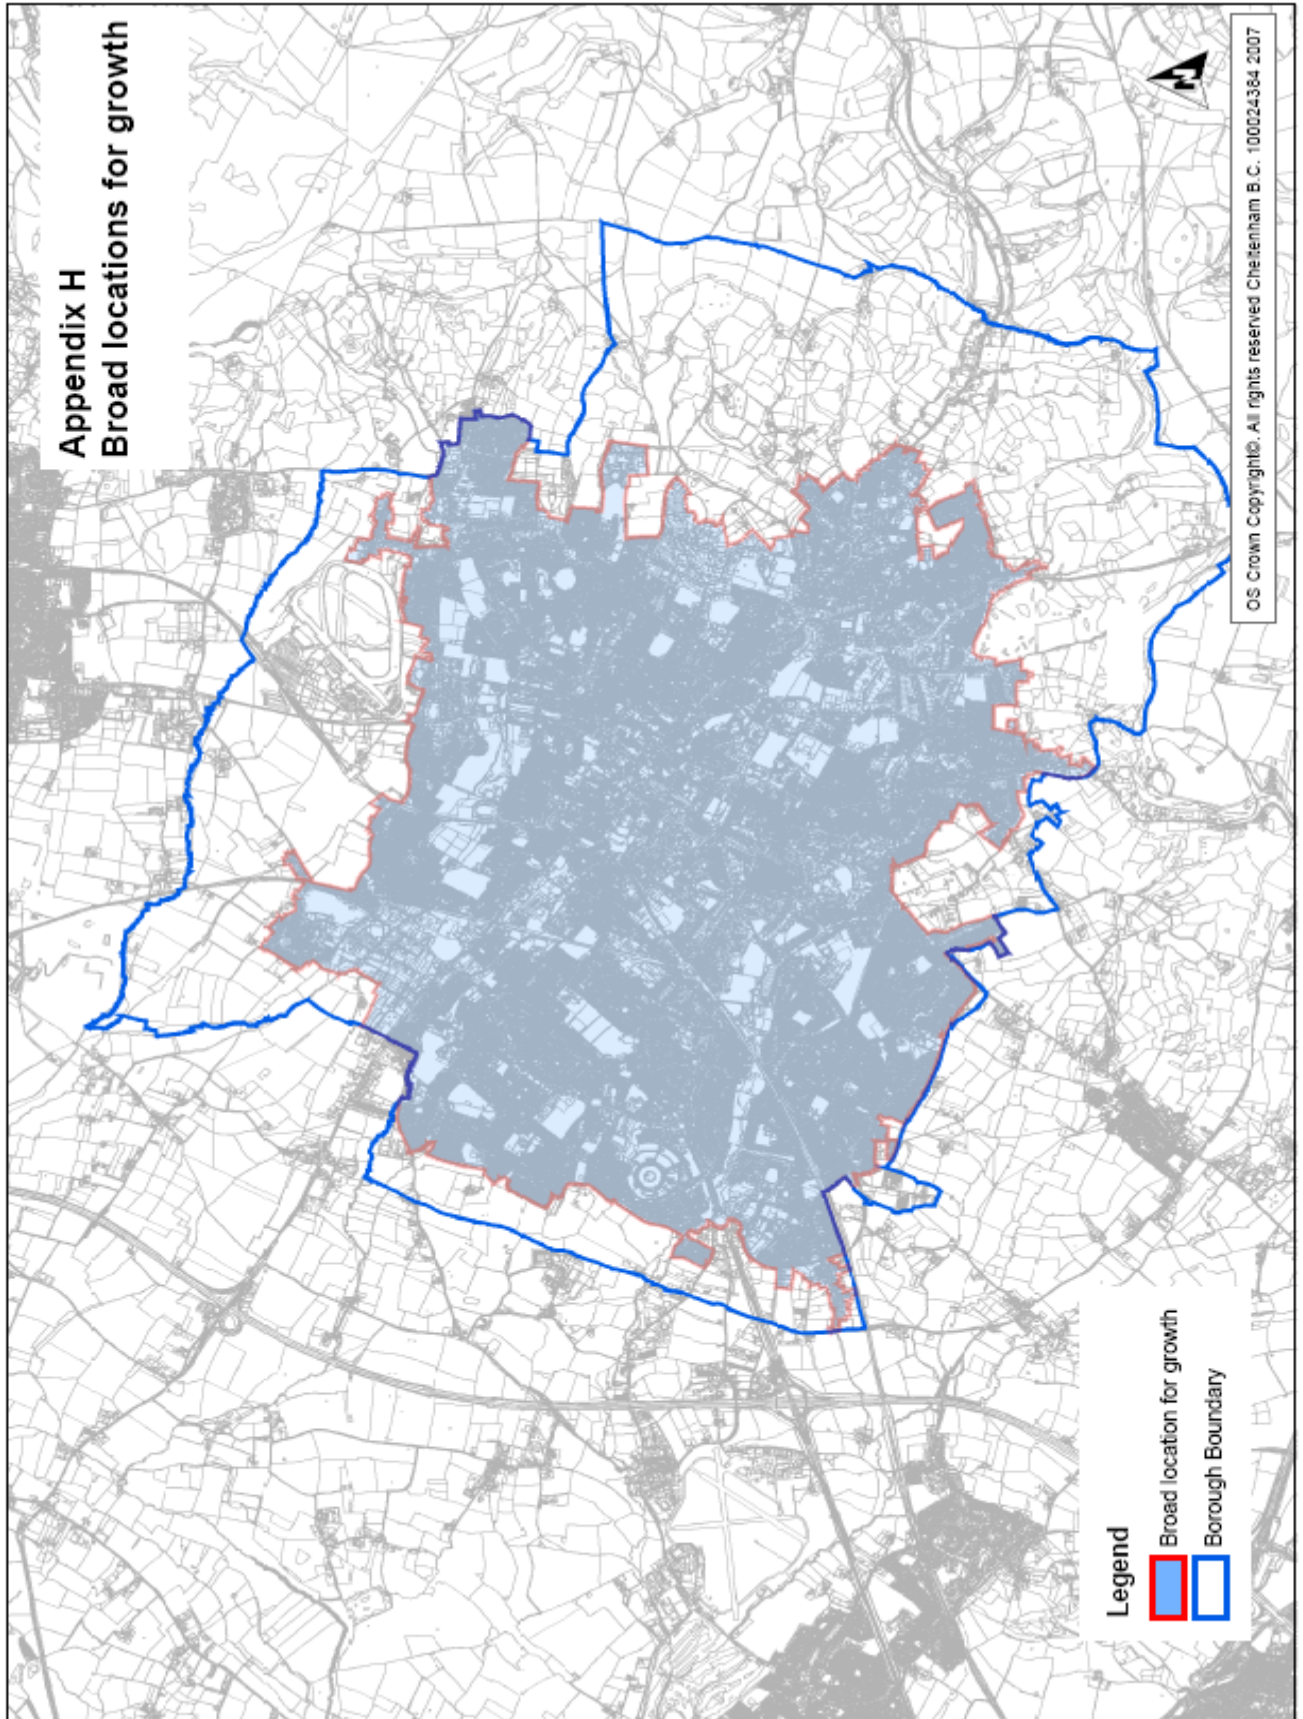 Appendix H
Broad locations for growth
N
OS Crown Copyright©. All rights reserved Cheltenham B.C. 100024384 2007
Legend
Broad location for growth
Borough Boundary